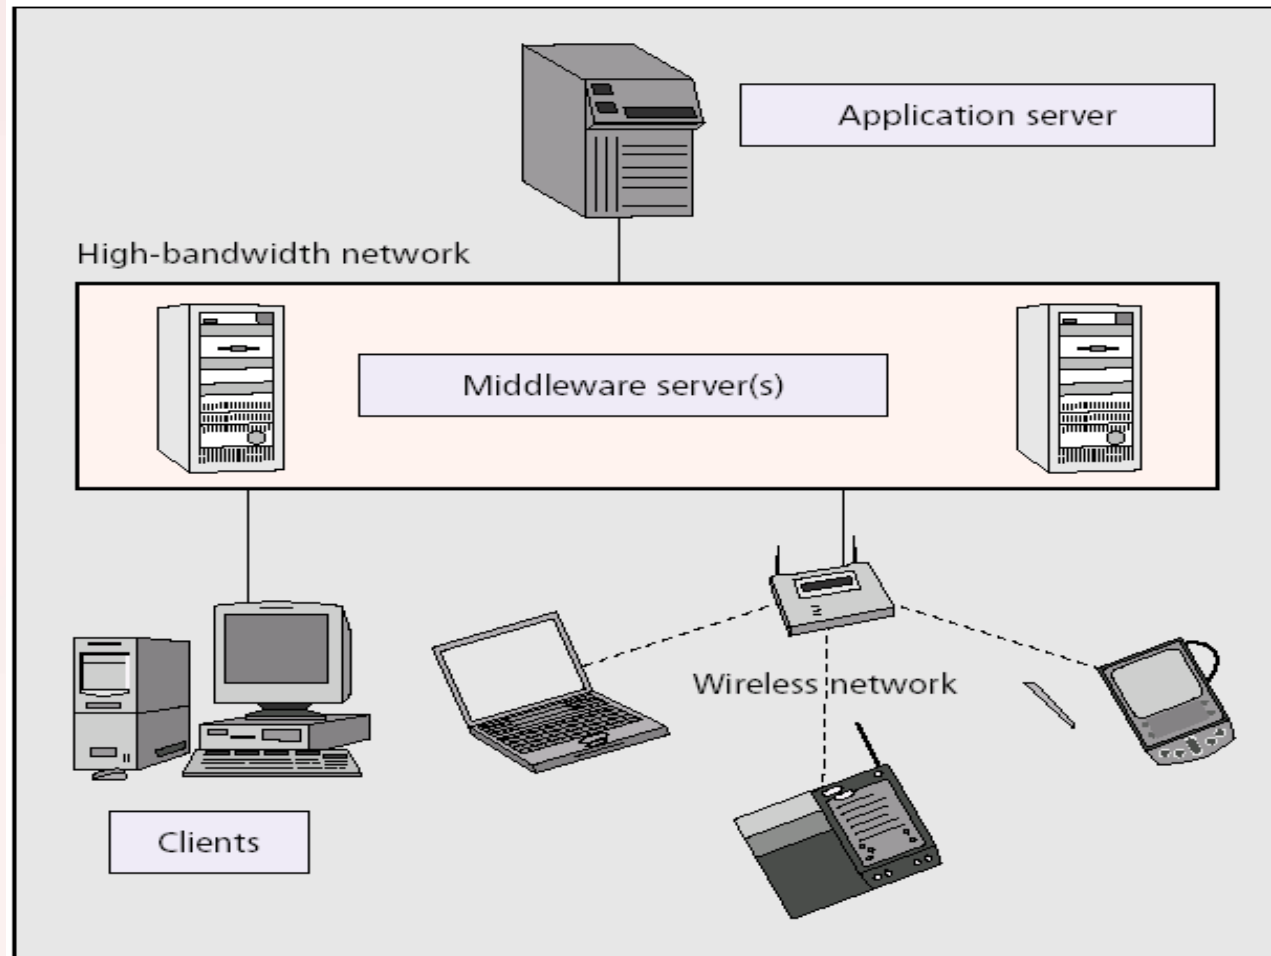 Application server
High-bandwidth network
Middleware server(s)
Wireless network
Clients